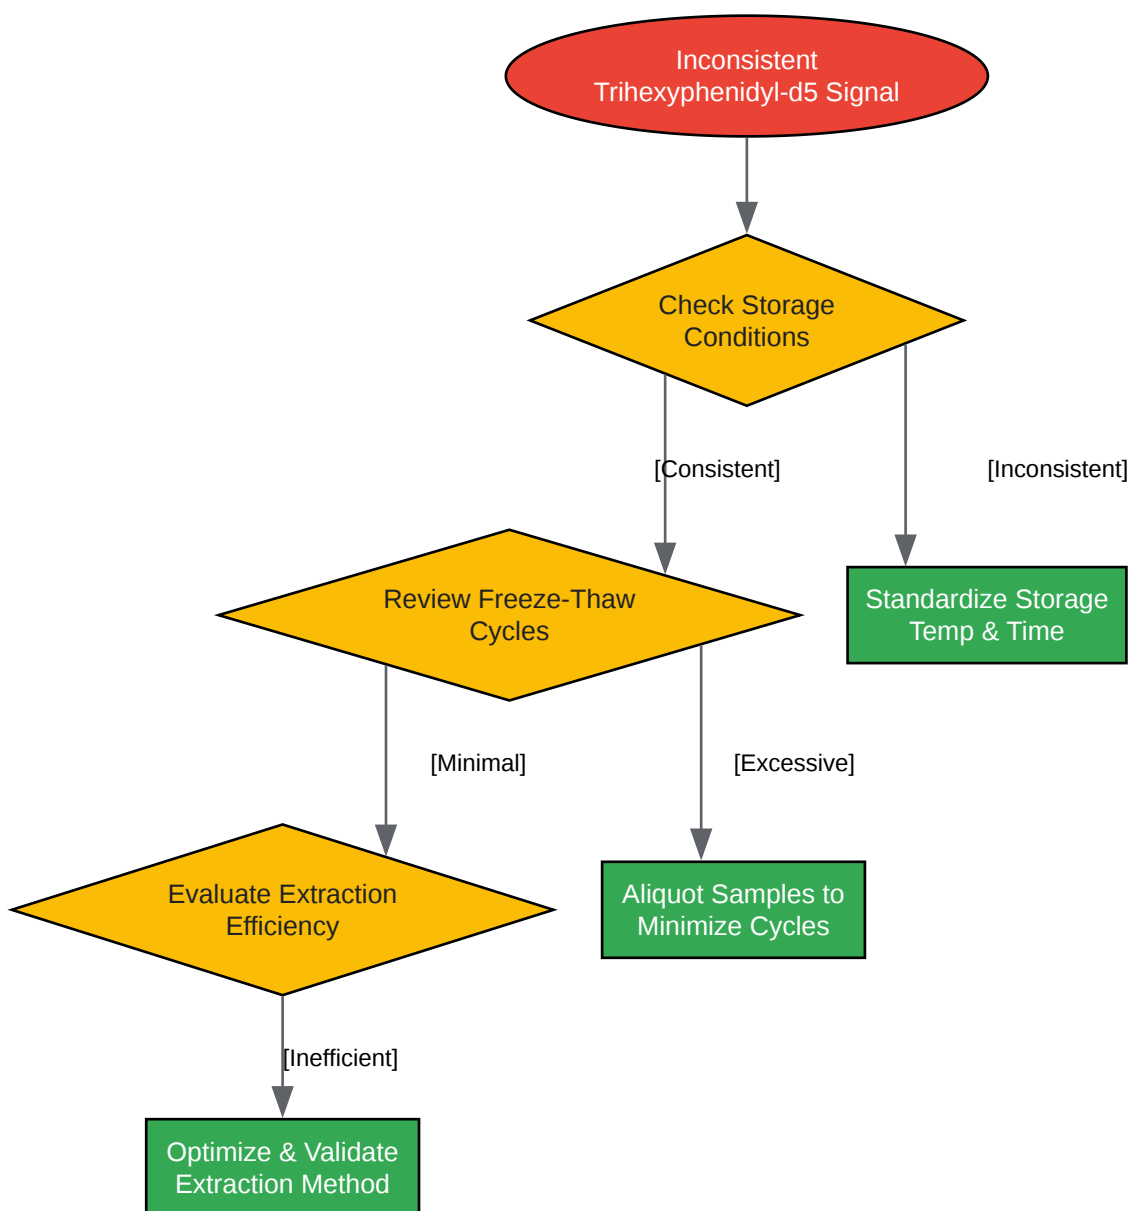 Inconsistent
Trihexyphenidyl-d5 Signal
Check Storage
Conditions
[Consistent]
[Inconsistent]
Review Freeze-Thaw
Cycles
Standardize Storage
Temp & Time
[Minimal]
[Excessive]
Evaluate Extraction
Efficiency
Aliquot Samples to
Minimize Cycles
[Inefficient]
Optimize & Validate
Extraction Method